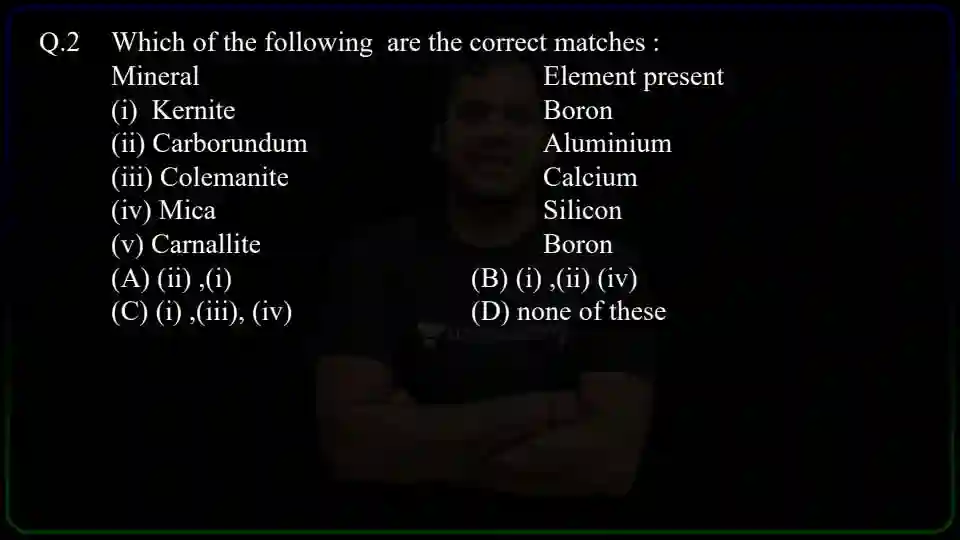 Q.2 Which of the following are the correct matches :
Mineral Element present
(i) Kernite Boron
(ii) Carborundum Aluminium
(iii) Colemanite Calcium
(iv) Mica Silicon
(v) Carnallite Boron
(A) (ii) ,(i) (B) (i) ,(ii) (iv)
(C) (i) ,(iii), (iv) (D) none of these